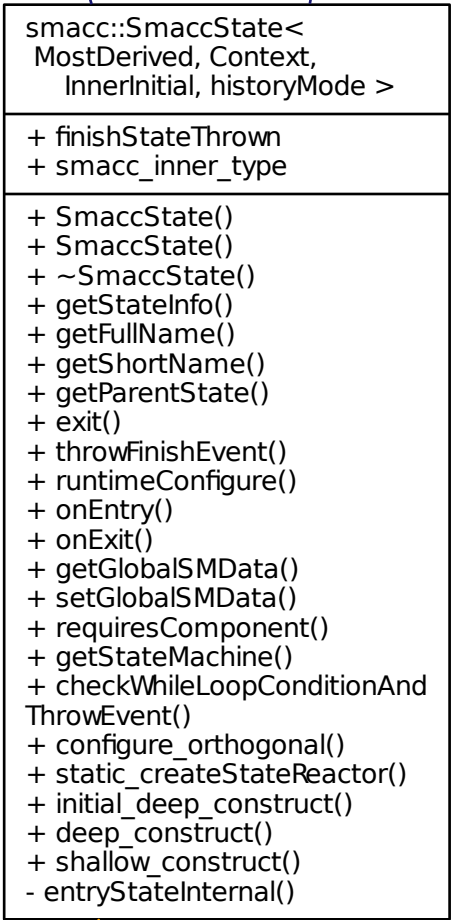 smacc::SmaccState<
MostDerived, Context,
InnerInitial, historyMode >
+ finishStateThrown
+ smacc_inner_type
+ SmaccState()
+ SmaccState()
+ ~SmaccState()
+ getStateInfo()
+ getFullName()
+ getShortName()
+ getParentState()
+ exit()
+ throwFinishEvent()
+ runtimeConfigure()
+ onEntry()
+ onExit()
+ getGlobalSMData()
+ setGlobalSMData()
+ requiresComponent()
+ getStateMachine()
+ checkWhileLoopConditionAnd
ThrowEvent()
+ configure_orthogonal()
+ static_createStateReactor()
+ initial_deep_construct()
+ deep_construct()
+ shallow_construct()
- entryStateInternal()